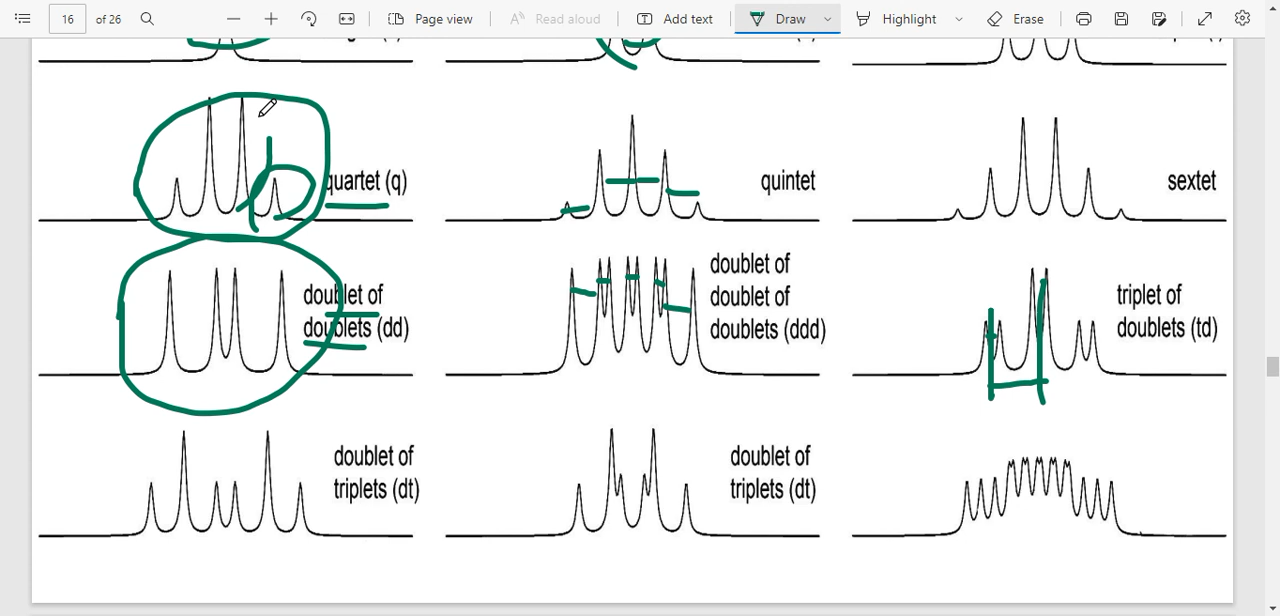 16 of 26
Page view
Read aloud
Add text
Draw
Highlight
Erase
quartet (q)
quintet
sextet
doublet of
doublets (dd)
doublet of
doublet of
doublets (ddd)
triplet of
doublets (td)
doublet of
triplets (dt)
doublet of
triplets (dt)